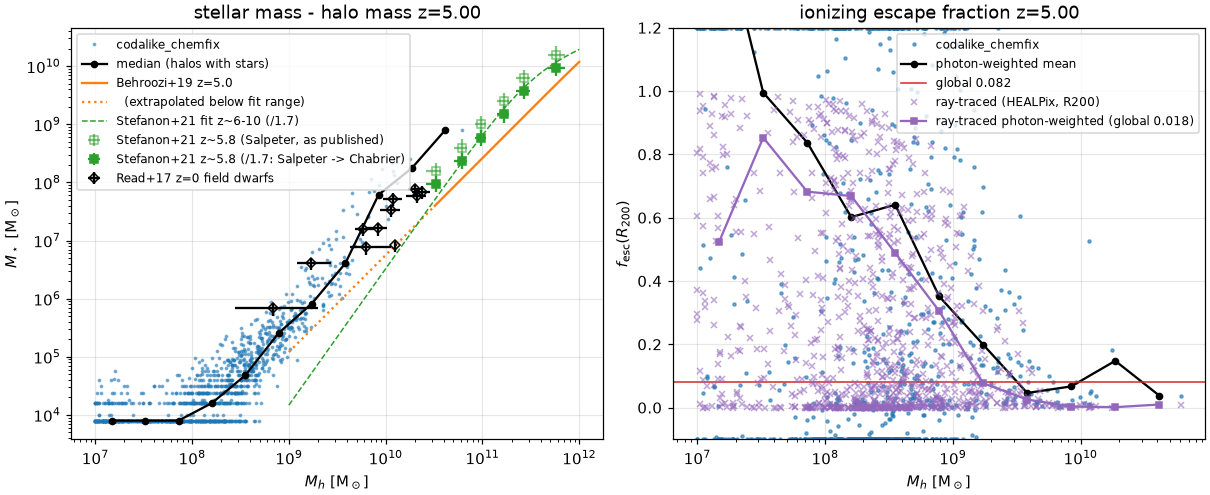 stellar mass - halo mass z=5.00
codalike_chemfix
median (halos with stars)
Behroozi+19 z=5.0
(extrapolated below fit range)
Stefanon+21 fit z~6-10 (/1.7)
Stefanon+21 z~5.8 (Salpeter, as published)
Stefanon+21 z~5.8 (/1.7: Salpeter -> Chabrier)
Read+17 z=0 field dwarfs
10¹⁰
10⁹
10⁸
10⁷
10⁶
10⁵
10⁴
M⋆ [M⊙]
10⁷ 10⁸ 10⁹ 10¹⁰ 10¹¹ 10¹²
Mₕ [M⊙]
ionizing escape fraction z=5.00
codalike_chemfix
photon-weighted mean
global 0.082
ray-traced (HEALPix, R200)
ray-traced photon-weighted (global 0.018)
1.2
1.0
0.8
0.6
0.4
0.2
0.0
f_esc(R₂₀₀)
10⁷ 10⁸ 10⁹ 10¹⁰
Mₕ [M⊙]